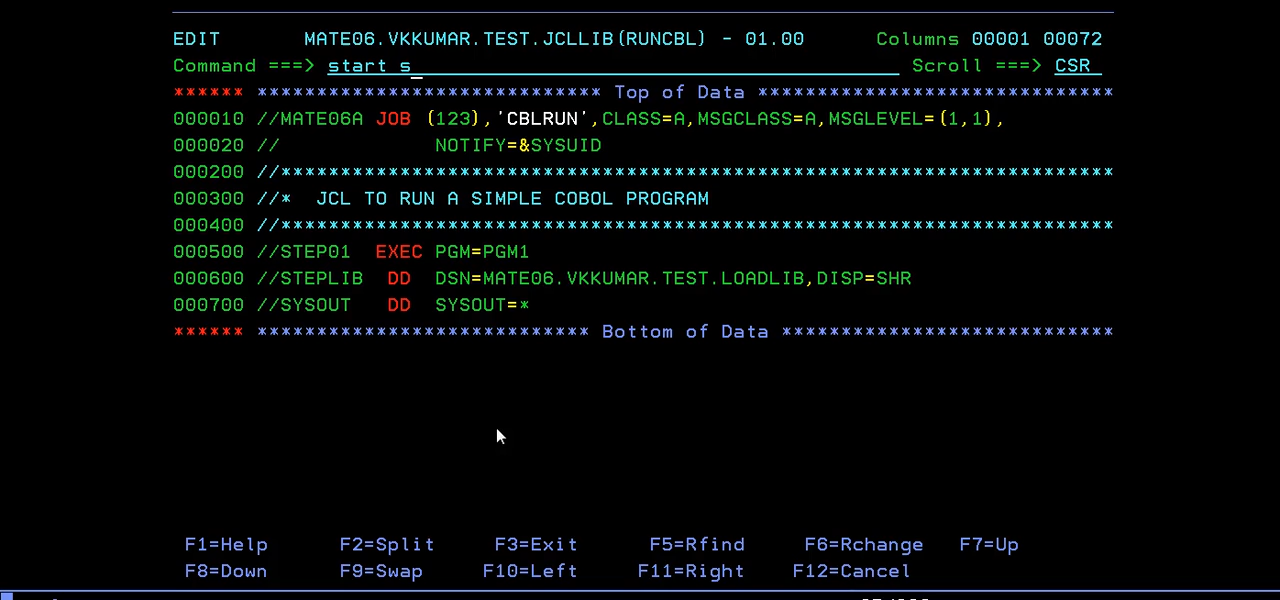 EDIT MATE06.VKKUMAR.TEST.JCLLIB(RUNCBL) - 01.00 Columns 00001 00072
Command ===> start s_ Scroll ===> CSR
****** ***************************** Top of Data ******************************
000010 //MATE06A JOB (123),'CBLRUN',CLASS=A,MSGCLASS=A,MSGLEVEL=(1,1),
000020 // NOTIFY=&SYSUID
000200 //**********************************************************************
000300 //* JCL TO RUN A SIMPLE COBOL PROGRAM
000400 //**********************************************************************
000500 //STEP01 EXEC PGM=PGM1
000600 //STEPLIB DD DSN=MATE06.VKKUMAR.TEST.LOADLIB,DISP=SHR
000700 //SYSOUT DD SYSOUT=*
****** **************************** Bottom of Data ****************************
F1=Help F2=Split F3=Exit F5=Rfind F6=Rchange F7=Up
F8=Down F9=Swap F10=Left F11=Right F12=Cancel